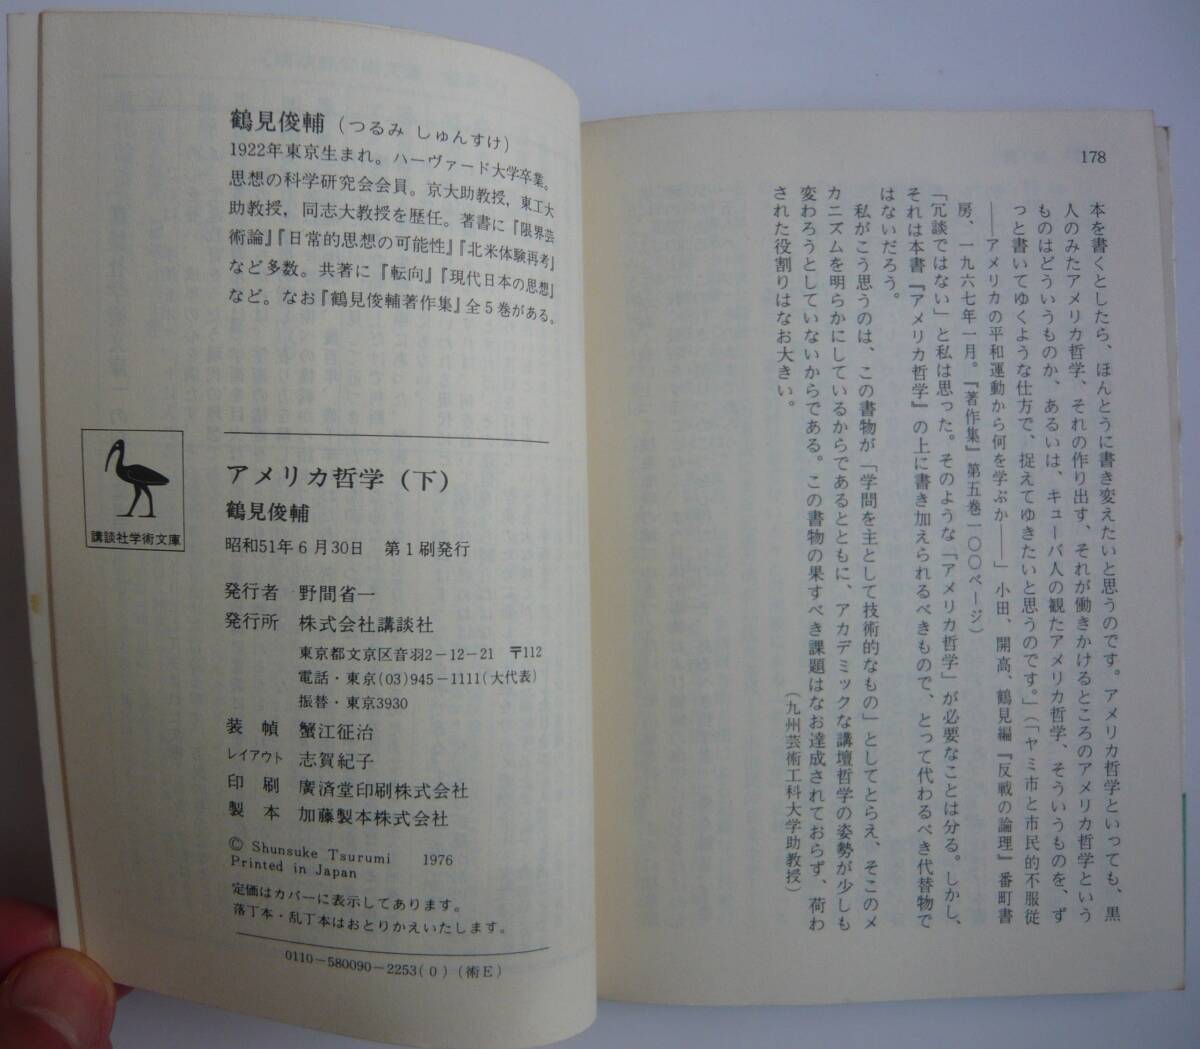 178
本を書くとしたら、ほんとうに書き変えたいと思うのです。アメリカ哲学といっても、黒
人のみたアメリカ哲学、それの作り出す、それが働きかけるところのアメリカ哲学という
ものはどういうものか、あるいは、キューバ人の観たアメリカ哲学、そういうものを、ず
っと書いてゆくような仕方で、捉えてゆきたいと思うのです。」（「ヤミ市と市民的不服従
――アメリカの平和運動から何を学ぶか――」小田、開高、鶴見編『反戦の論理』番町書
房、一九六七年一月。『著作集』第五巻一〇〇ページ）
「冗談ではない」と私は思った。そのような「アメリカ哲学」が必要なことは分る。しかし、
それは本書『アメリカ哲学』の上に書き加えられるべきもので、とって代わるべき代替物で
はないだろう。
私がこう思うのは、この書物が「学問を主として技術的なもの」としてとらえ、そこのメ
カニズムを明らかにしているからであるとともに、アカデミックな講壇哲学の姿勢が少しも
変わろうとしていないからである。この書物の果すべき課題はなお達成されておらず、荷わ
された役割りはなお大きい。
（九州芸術工科大学助教授）
鶴見俊輔（つるみ しゅんすけ）
1922年東京生まれ。ハーヴァード大学卒業。
思想の科学研究会会員。京大助教授，東工大
助教授，同志大教授を歴任。著書に『限界芸
術論』『日常的思想の可能性』『北米体験再考』
など多数。共著に『転向』『現代日本の思想』
など。なお『鶴見俊輔著作集』全5巻がある。
講談社学術文庫
アメリカ哲学（下）
鶴見俊輔
昭和51年6月30日 第1刷発行
発行者 野間省一
発行所 株式会社講談社
東京都文京区音羽2-12-21 〒112
電話・東京(03)945-1111(大代表)
振替・東京3930
装 幀 蟹江征治
レイアウト 志賀紀子
印 刷 廣済堂印刷株式会社
製 本 加藤製本株式会社
© Shunsuke Tsurumi 1976
Printed in Japan
定価はカバーに表示してあります。
落丁本・乱丁本はおとりかえいたします。
0110-580090-2253(0) (術E)